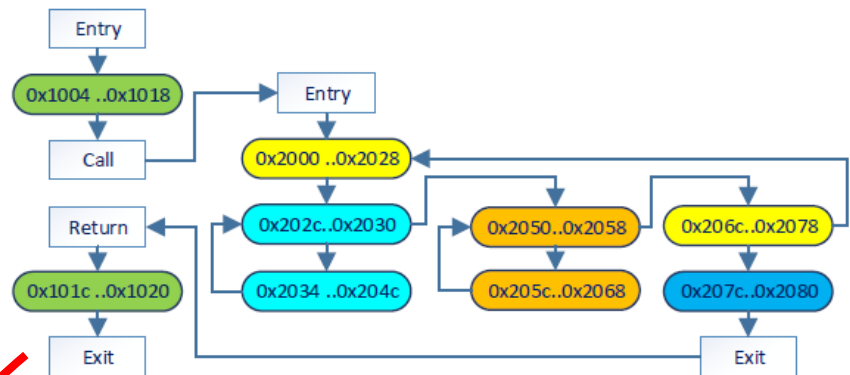 Entry
0x1004 ..0x1018
Call
Return
0x101c ..0x1020
Exit
Entry
0x2000 ..0x2028
0x202c..0x2030
0x2034 ..0x204c
0x2050..0x2058
0x205c..0x2068
0x206c..0x2078
0x207c..0x2080
Exit